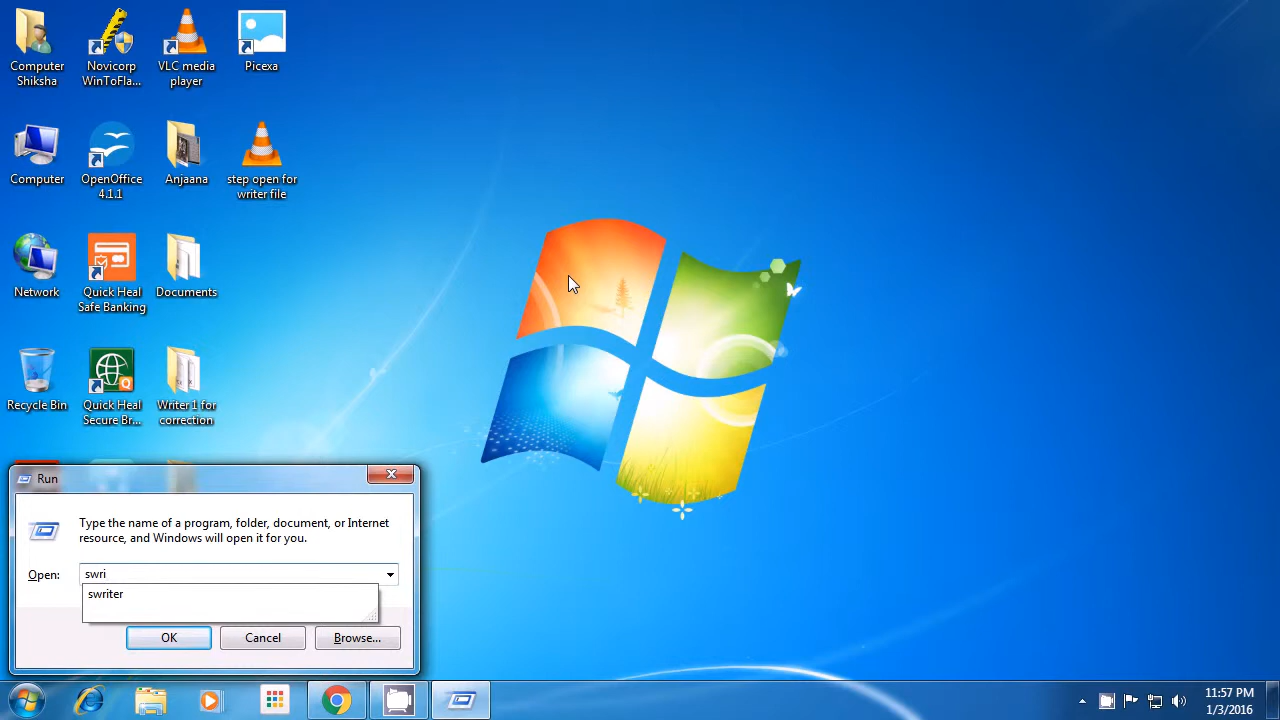 Computer
Shiksha
Novicorp
WinToFla...
VLC media
player
Picexa
Computer
OpenOffice
4.1.1
Anjaana
step open for
writer file
Network
Quick Heal
Safe Banking
Documents
Recycle Bin
Quick Heal
Secure Br...
Writer 1 for
correction
Run
Type the name of a program, folder, document, or Internet
resource, and Windows will open it for you.
Open:
swri
swriter
OK
Cancel
Browse...
11:57 PM
1/3/2016